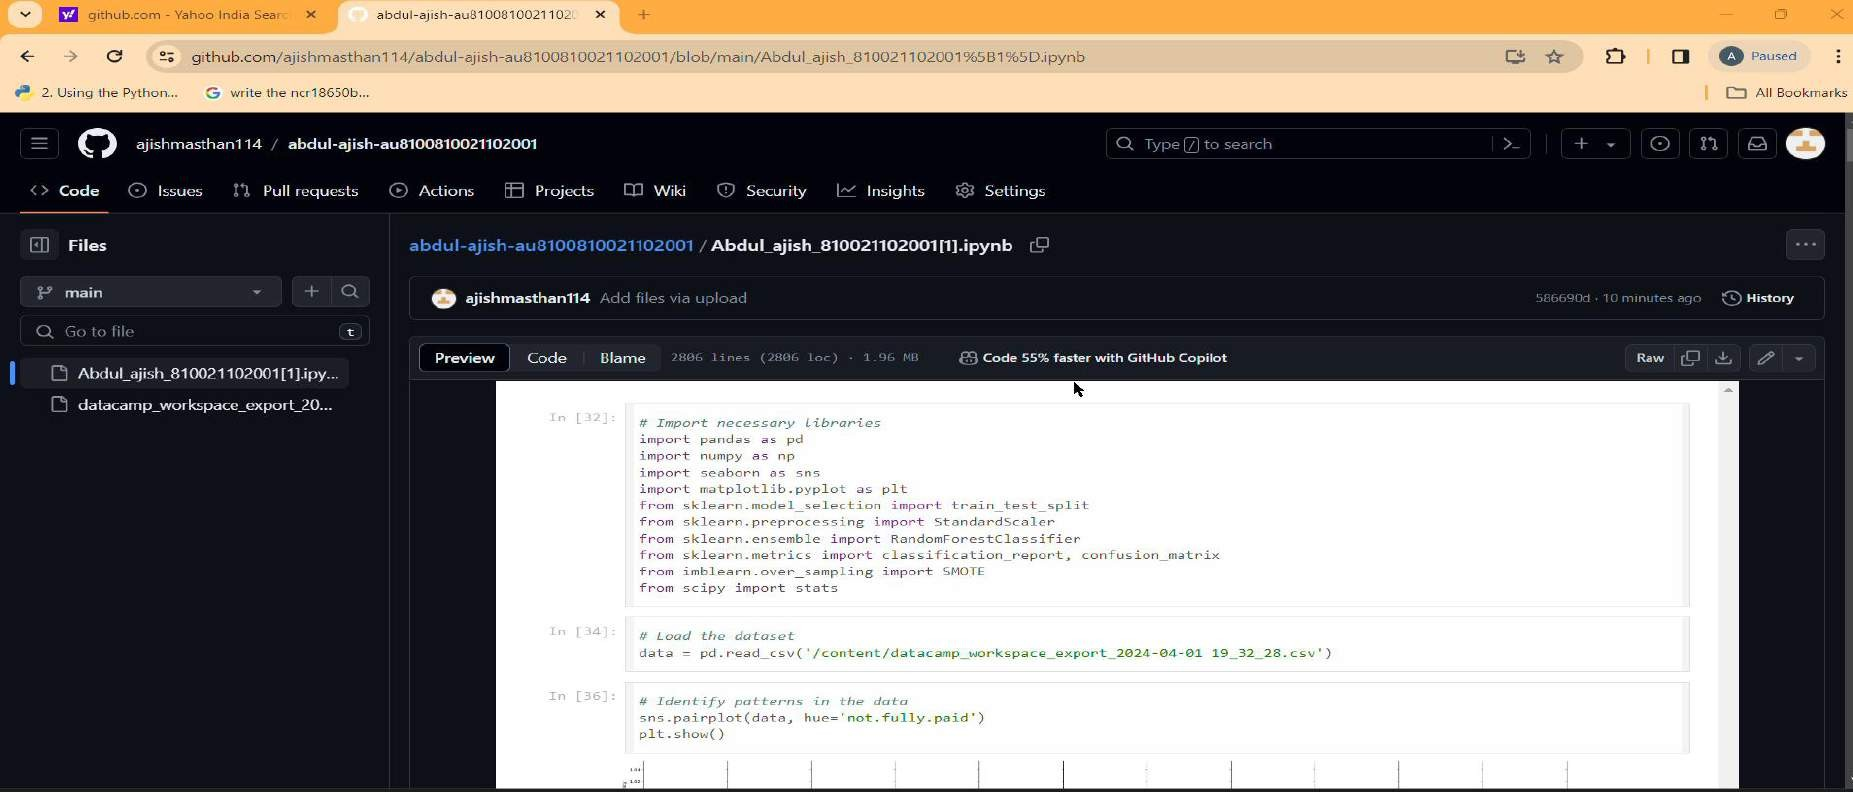 github.com - Yahoo India Searc
abdul-ajish-au8100810021102
github.com/ajishmasthan114/abdul-ajish-au8100810021102001/blob/main/Abdul_ajish_810021102001%5B1%5D.ipynb
A Paused
2. Using the Python...
write the ncr18650b...
All Bookmarks
ajishmasthan114 / abdul-ajish-au8100810021102001
Type / to search
Code Issues Pull requests Actions Projects Wiki Security Insights Settings
Files
abdul-ajish-au8100810021102001 / Abdul_ajish_810021102001[1].ipynb
main
ajishmasthan114 Add files via upload
586690d · 10 minutes ago History
Go to file t
Preview Code Blame 2806 lines (2806 loc) · 1.96 MB Code 55% faster with GitHub Copilot Raw
Abdul_ajish_810021102001[1].ipy...
datacamp_workspace_export_20...
In [32]:
# Import necessary libraries
import pandas as pd
import numpy as np
import seaborn as sns
import matplotlib.pyplot as plt
from sklearn.model_selection import train_test_split
from sklearn.preprocessing import StandardScaler
from sklearn.ensemble import RandomForestClassifier
from sklearn.metrics import classification_report, confusion_matrix
from imblearn.over_sampling import SMOTE
from scipy import stats
In [34]:
# Load the dataset
data = pd.read_csv('/content/datacamp_workspace_export_2024-04-01 19_32_28.csv')
In [36]:
# Identify patterns in the data
sns.pairplot(data, hue='not.fully.paid')
plt.show()
1.04
1.02